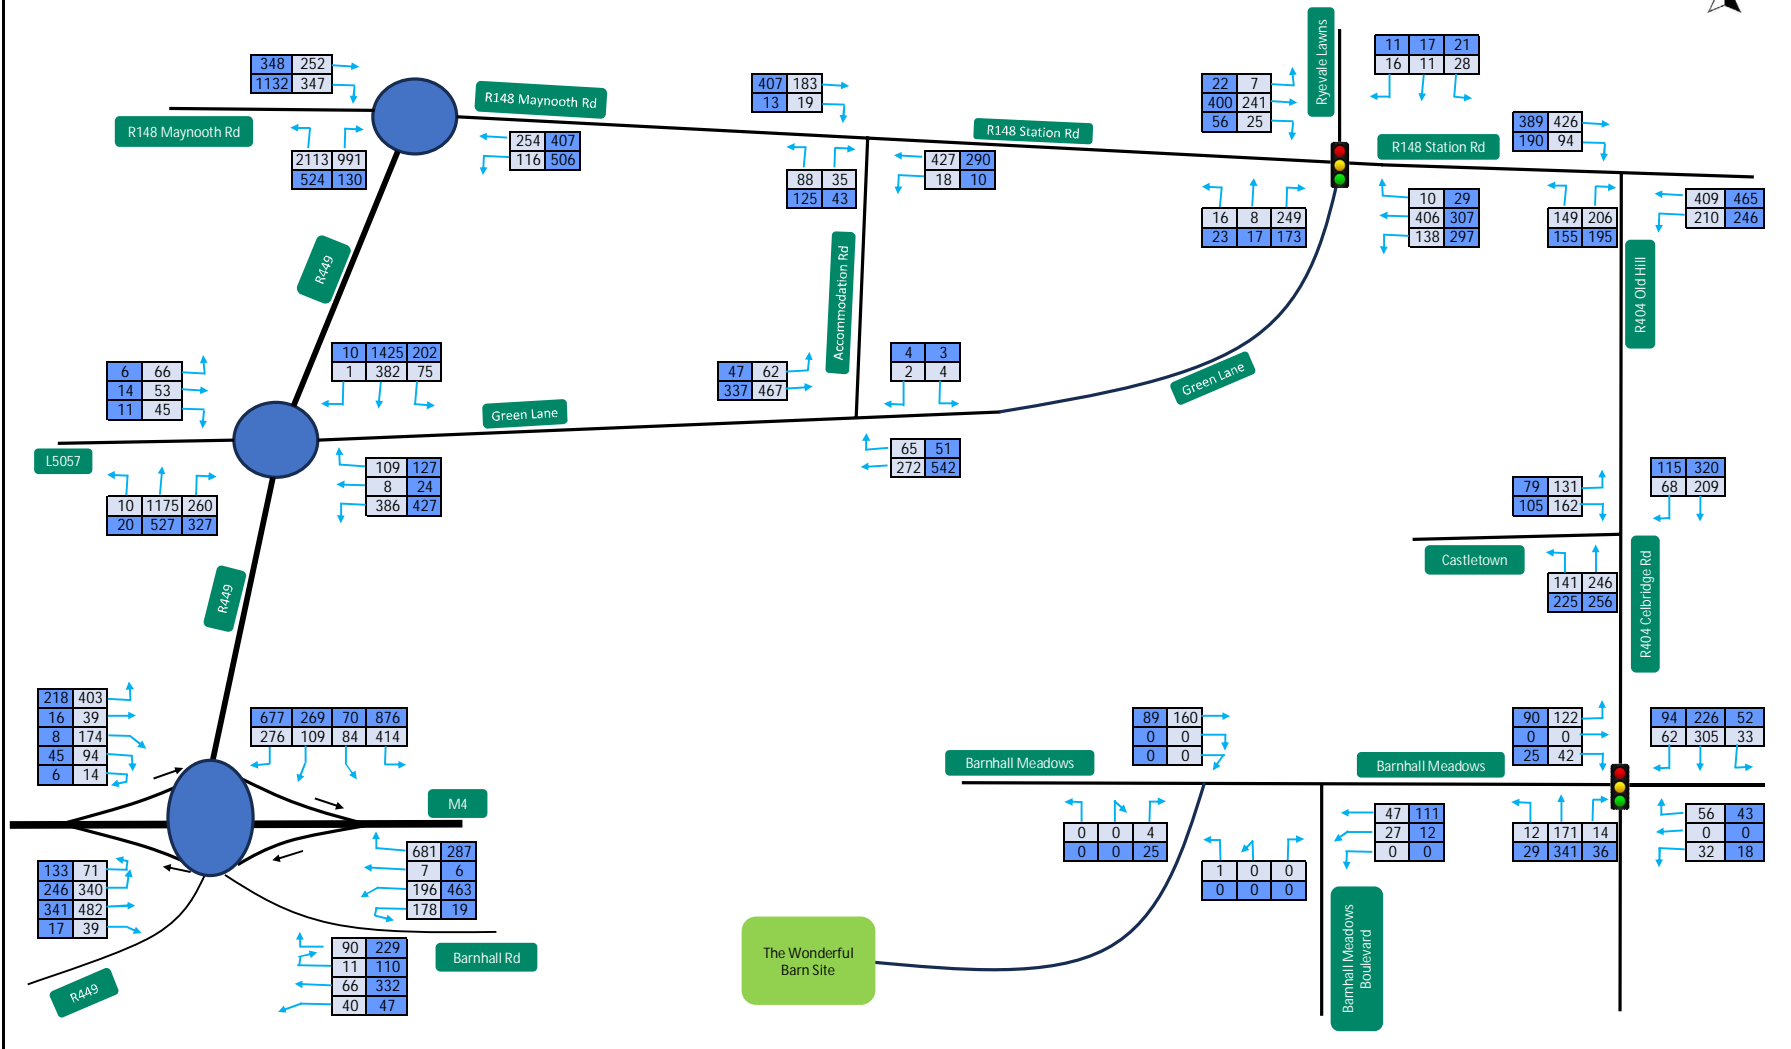 Ryevale Lawns
11 17 21
16 11 28
348 252
1132 347
407 183
13 19
22 7
400 241
56 25
R148 Maynooth Rd
R148 Maynooth Rd
R148 Station Rd
R148 Station Rd
389 426
190 94
254 407
116 506
2113 991
524 130
427 290
18 10
88 35
125 43
16 8 249
23 17 173
10 29
406 307
138 297
149 206
155 195
409 465
210 246
R449
Accommodation Rd
R404 Old Hill
10 1425 202
1 382 75
6 66
14 53
11 45
47 62
337 467
4 3
2 4
Green Lane
Green Lane
L5057
109 127
8 24
386 427
65 51
272 542
10 1175 260
20 527 327
79 131
105 162
115 320
68 209
Castletown
141 246
225 256
R449
R404 Celbridge Rd
218 403
16 39
8 174
45 94
6 14
677 269 70 876
276 109 84 414
89 160
0 0
0 0
90 122
0 0
25 42
94 226 52
62 305 33
Barnhall Meadows
Barnhall Meadows
M4
0 0 4
0 0 25
47 111
27 12
0 0
12 171 14
29 341 36
56 43
0 0
32 18
133 71
246 340
341 482
17 39
681 287
7 6
196 463
178 19
1 0 0
0 0 0
Barnhall Meadows
Boulevard
The Wonderful
Barn Site
90 229
11 110
66 332
40 47
Barnhall Rd
R449